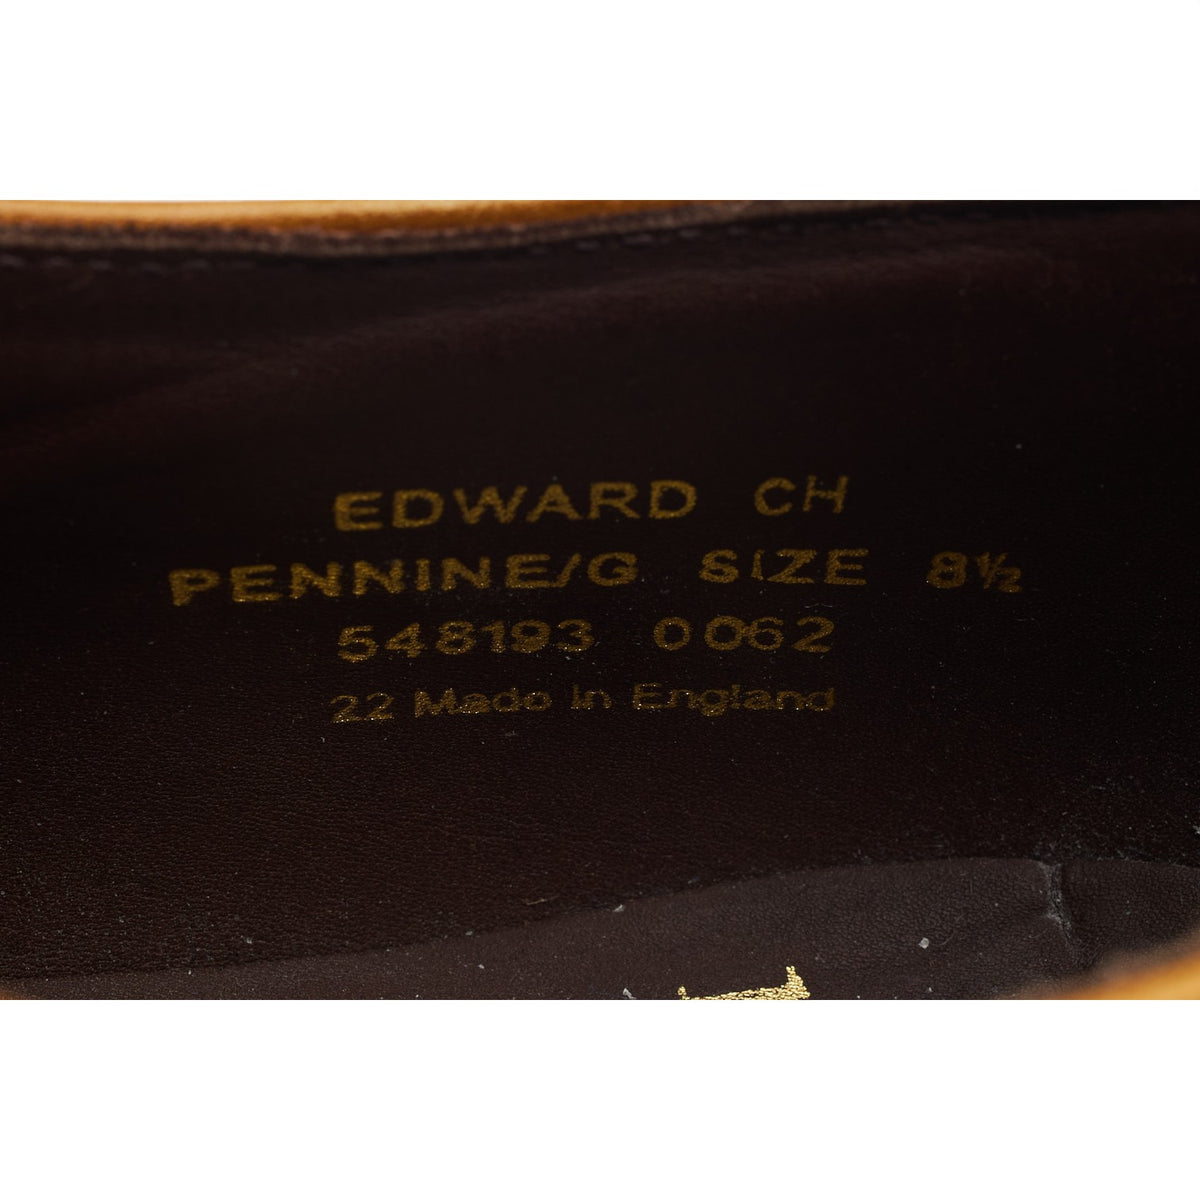 EDWARD CH
PENNINE/G SIZE 8½
548193 0062
22 Made in England